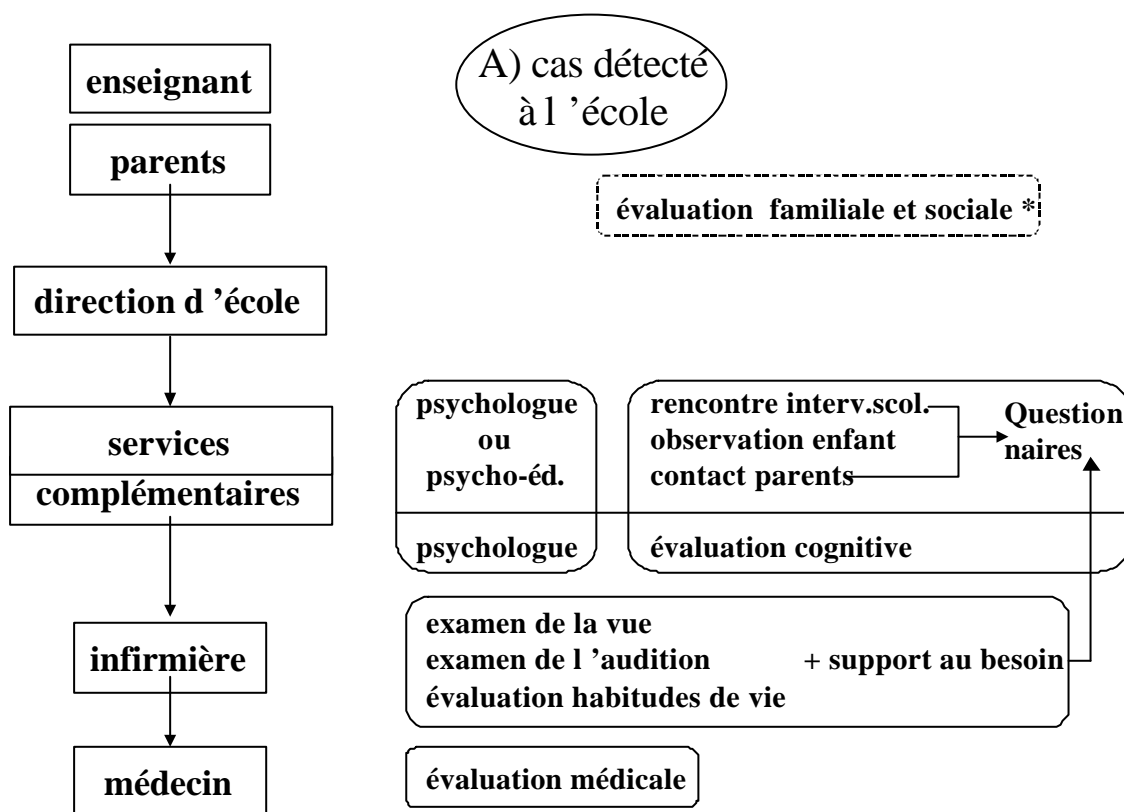 enseignant
A) cas détecté
à l ’école
parents
évaluation familiale et sociale *
direction d ’école
services
complémentaires
psychologue
ou
psycho-éd.
rencontre interv.scol.
observation enfant
contact parents
Question
naires
psychologue
évaluation cognitive
infirmière
examen de la vue
examen de l ’audition + support au besoin
évaluation habitudes de vie
médecin
évaluation médicale